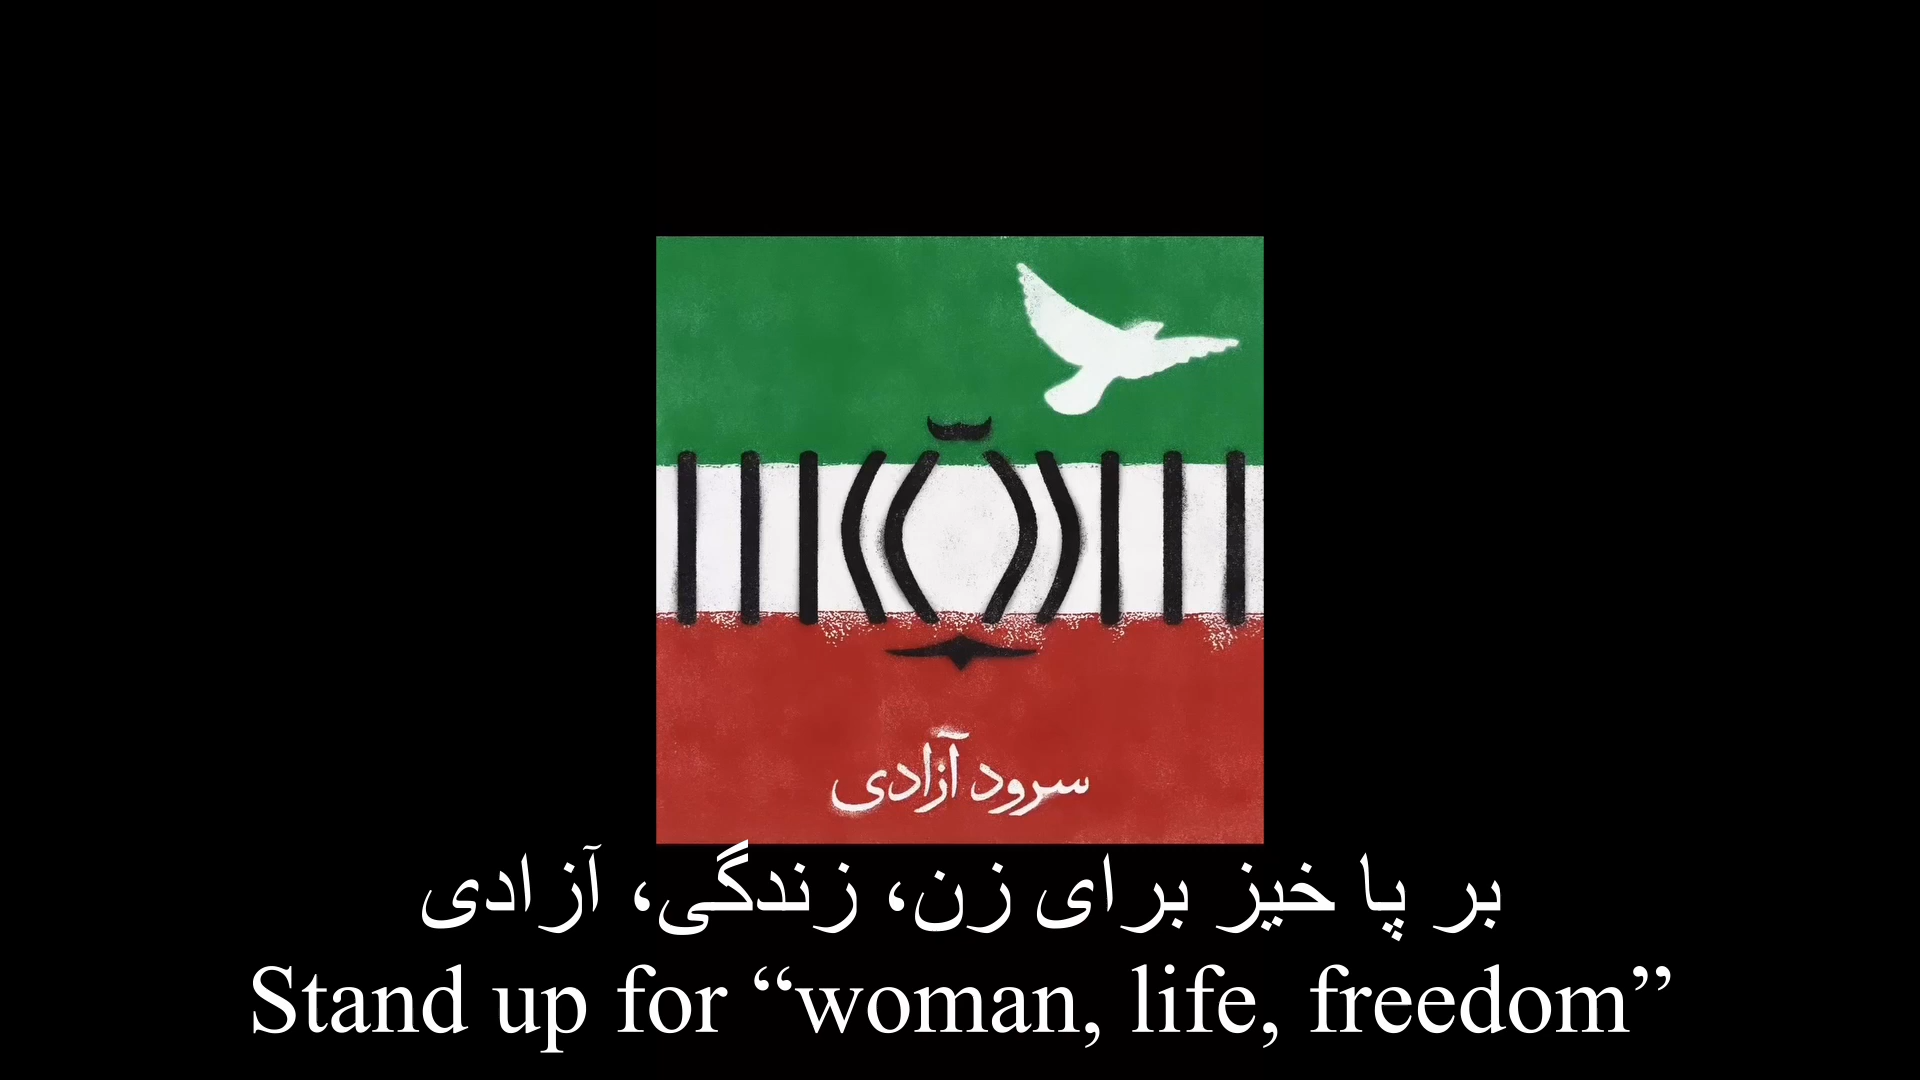 سرود آزادی
بر پا خیز برای زن، زندگی، آزادی
Stand up for “woman, life, freedom”